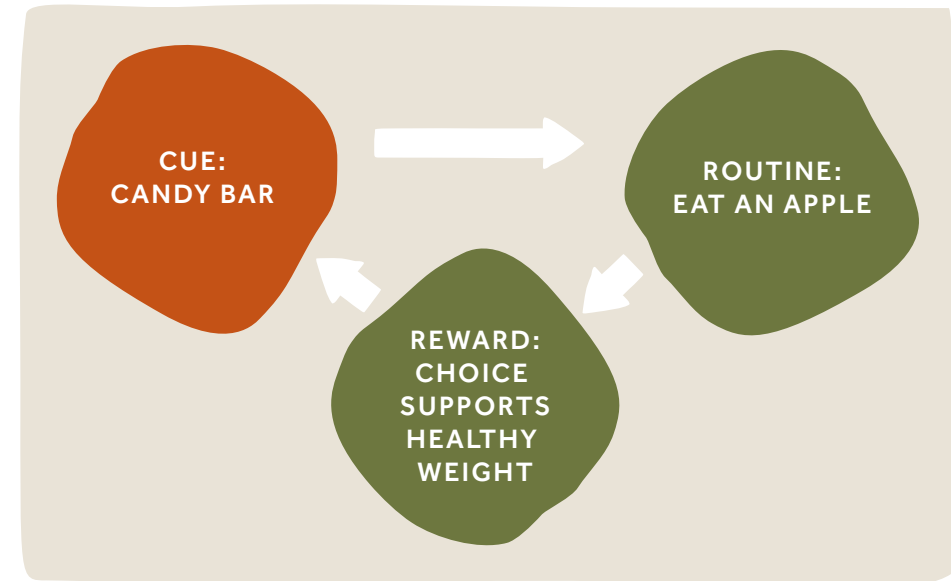 CUE:
CANDY BAR
ROUTINE:
EAT AN APPLE
REWARD:
CHOICE
SUPPORTS
HEALTHY
WEIGHT